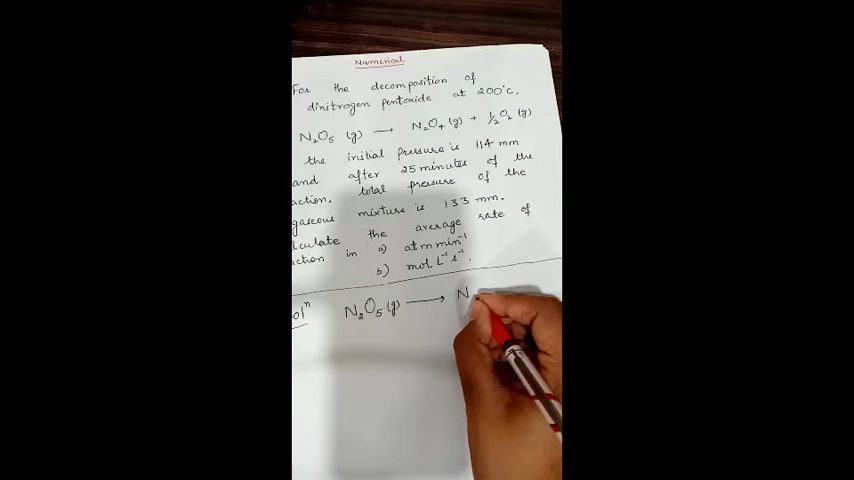 Numerical
For the decomposition of
dinitrogen pentoxide at 200°C.
N₂O₅ (g) ⟶ N₂O₄ (g) + ½O₂ (g)
the initial pressure is 114 mm
and after 25 minutes of the
action. total pressure of the
gaseous mixture is 133 mm.
lculate the average rate of
action in a) atm min⁻¹
b) mol L⁻¹ s⁻¹.
olⁿ N₂O₅ (g) ⟶ N